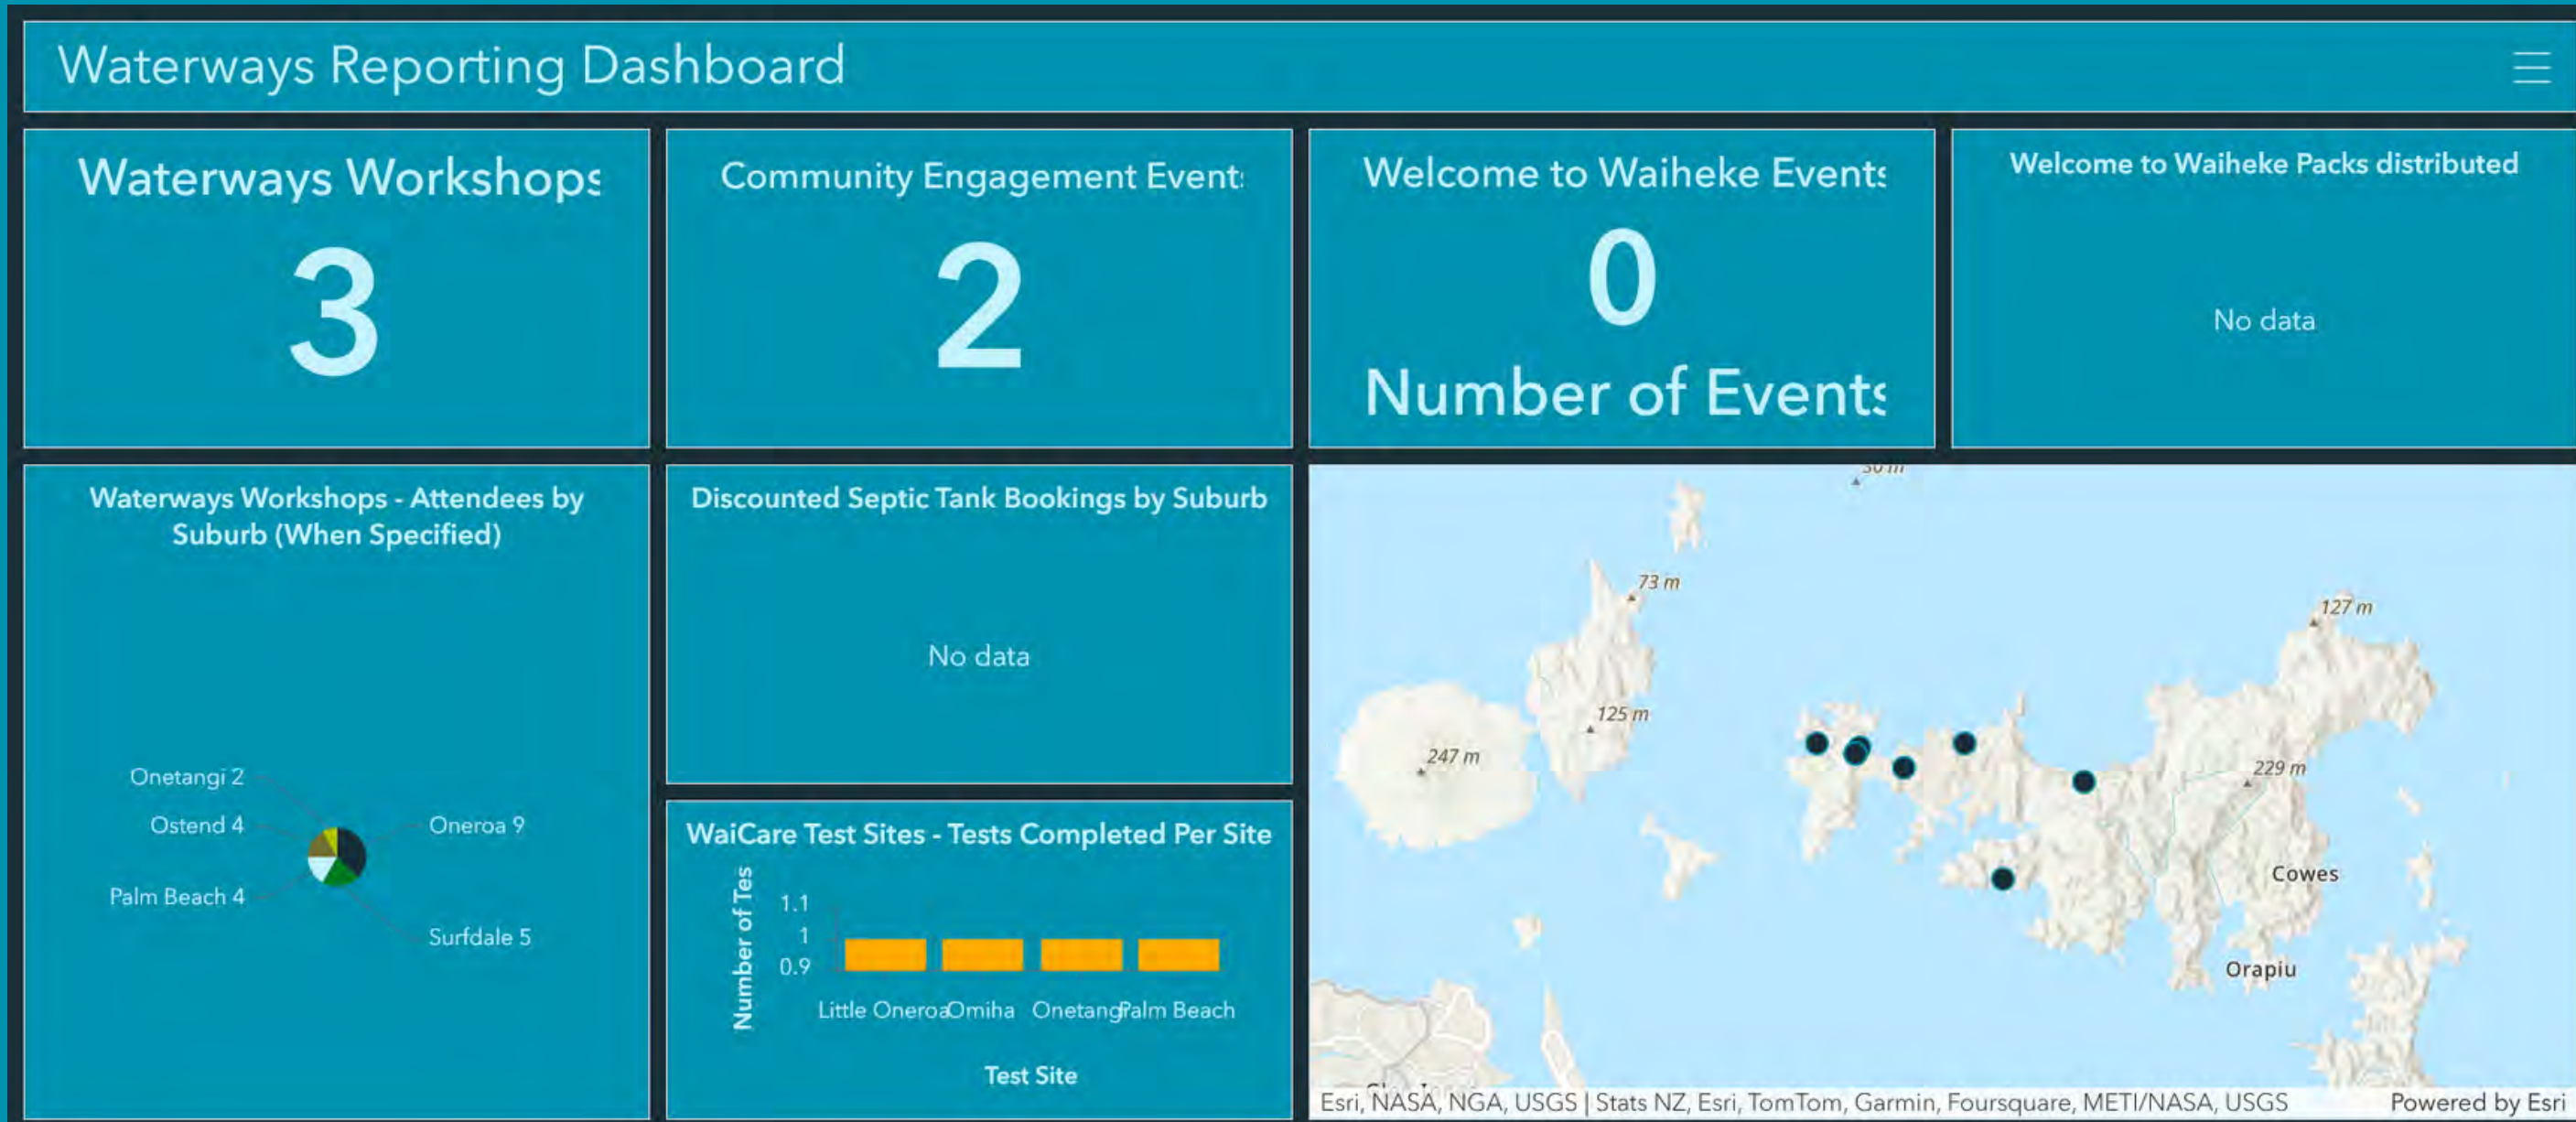 Waterways Reporting Dashboard
Waterways Workshops
3
Community Engagement Events
2
Welcome to Waiheke Events
0
Number of Events
Welcome to Waiheke Packs distributed
No data
Waterways Workshops - Attendees by
Suburb (When Specified)
Onetangi 2
Ostend 4
Palm Beach 4
Oneroa 9
Surfdale 5
Discounted Septic Tank Bookings by Suburb
No data
WaiCare Test Sites - Tests Completed Per Site
Number of Tes
1.1
1
0.9
Little Oneroa Omiha Onetang Palm Beach
Test Site
30 m
73 m
127 m
125 m
247 m
229 m
Cowes
Orapiu
Esri, NASA, NGA, USGS | Stats NZ, Esri, TomTom, Garmin, Foursquare, METI/NASA, USGS Powered by Esri